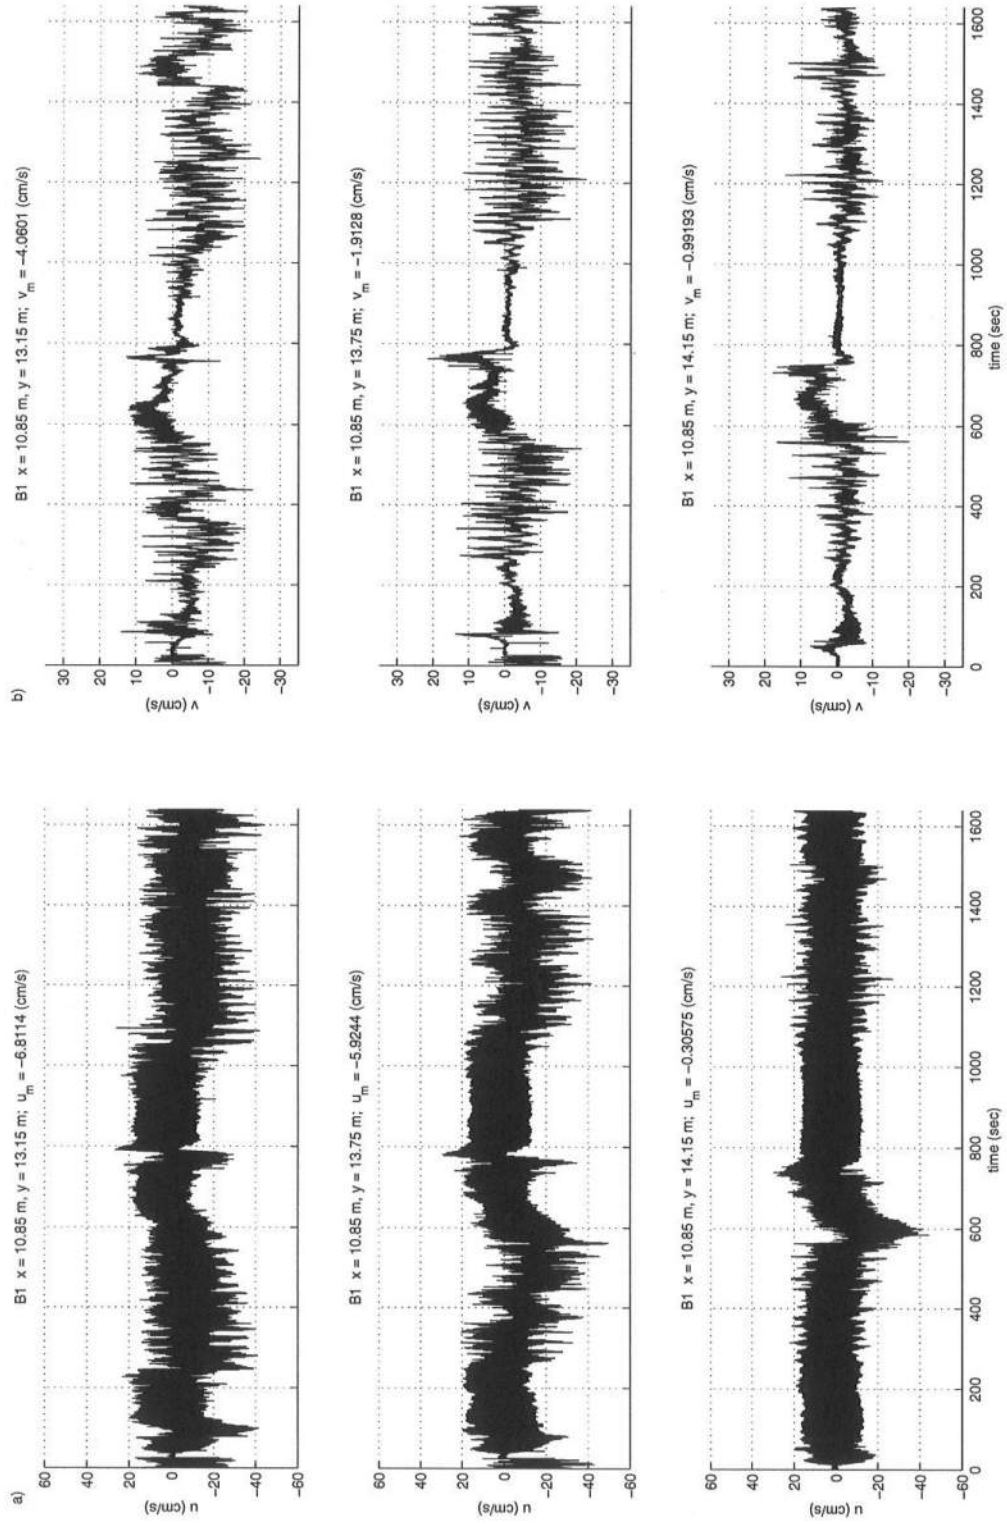 a)
B1 x = 10.85 m, y = 13.15 m; u_m = −6.8114 (cm/s)
60
40
20
0
−20
−40
−60
u (cm/s)
B1 x = 10.85 m, y = 13.75 m; u_m = −5.9244 (cm/s)
60
40
20
0
−20
−40
−60
u (cm/s)
B1 x = 10.85 m, y = 14.15 m; u_m = −0.30575 (cm/s)
60
40
20
0
−20
−40
−60
u (cm/s)
0 200 400 600 800 1000 1200 1400 1600
time (sec)
b)
B1 x = 10.85 m, y = 13.15 m; v_m = −4.0601 (cm/s)
30
20
10
0
−10
−20
−30
v (cm/s)
B1 x = 10.85 m, y = 13.75 m; v_m = −1.9128 (cm/s)
30
20
10
0
−10
−20
−30
v (cm/s)
B1 x = 10.85 m, y = 14.15 m; v_m = −0.99193 (cm/s)
30
20
10
0
−10
−20
−30
v (cm/s)
0 200 400 600 800 1000 1200 1400 1600
time (sec)